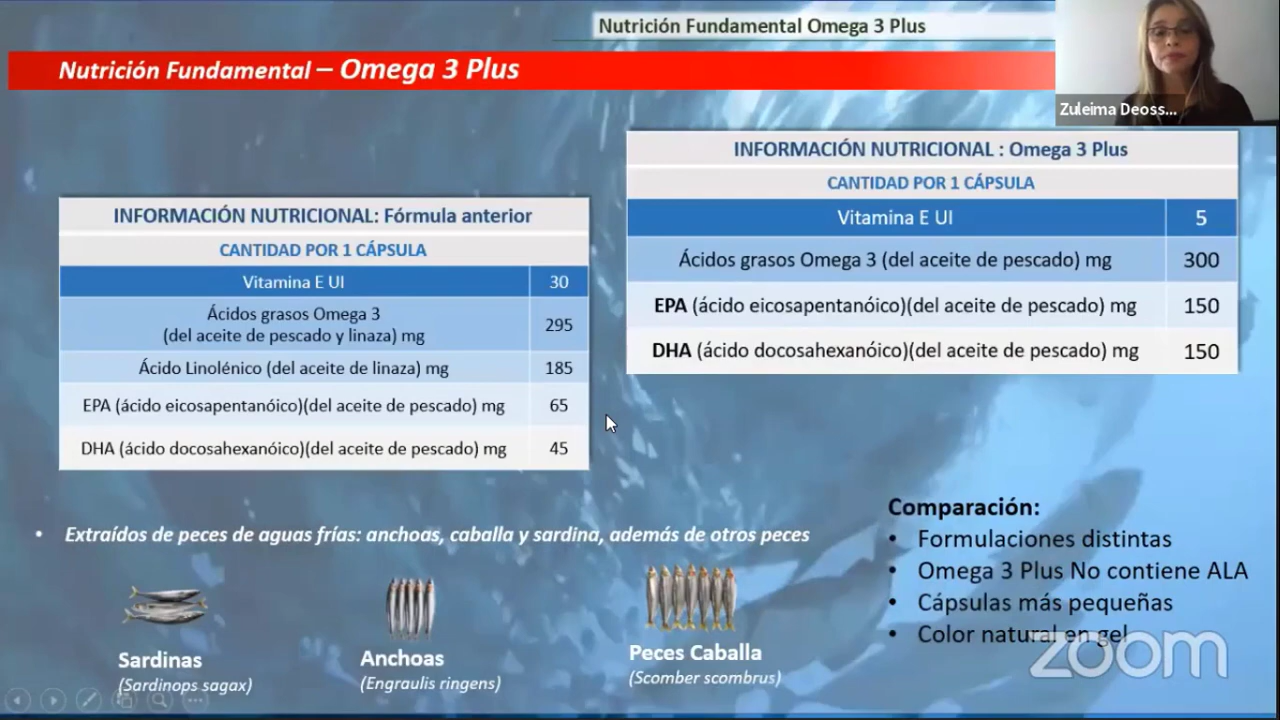 Nutrición Fundamental Omega 3 Plus
Nutrición Fundamental – Omega 3 Plus
Zuleima Deoss...
INFORMACIÓN NUTRICIONAL: Fórmula anterior
CANTIDAD POR 1 CÁPSULA
Vitamina E UI 30
Ácidos grasos Omega 3
(del aceite de pescado y linaza) mg 295
Ácido Linolénico (del aceite de linaza) mg 185
EPA (ácido eicosapentanóico)(del aceite de pescado) mg 65
DHA (ácido docosahexanóico)(del aceite de pescado) mg 45
INFORMACIÓN NUTRICIONAL : Omega 3 Plus
CANTIDAD POR 1 CÁPSULA
Vitamina E UI 5
Ácidos grasos Omega 3 (del aceite de pescado) mg 300
EPA (ácido eicosapentanóico)(del aceite de pescado) mg 150
DHA (ácido docosahexanóico)(del aceite de pescado) mg 150
• Extraídos de peces de aguas frías: anchoas, caballa y sardina, además de otros peces
Sardinas
(Sardinops sagax)
Anchoas
(Engraulis ringens)
Peces Caballa
(Scomber scombrus)
Comparación:
• Formulaciones distintas
• Omega 3 Plus No contiene ALA
• Cápsulas más pequeñas
• Color natural en gel
zoom